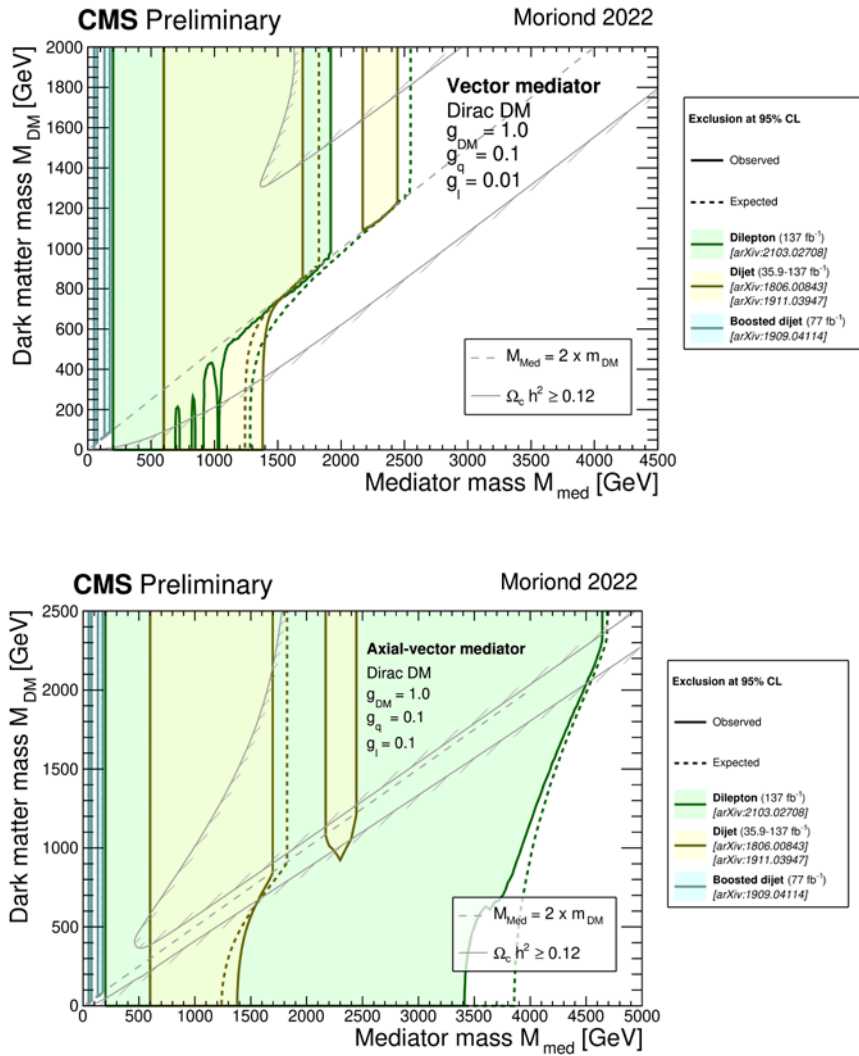 CMS Preliminary Moriond 2022
Dark matter mass M_DM [GeV]
2000
1800
1600
1400
1200
1000
800
600
400
200
0
Vector mediator
Dirac DM
g_DM = 1.0
g_q = 0.1
g_l = 0.01
M_Med = 2 x m_DM
Ω_c h² ≥ 0.12
0 500 1000 1500 2000 2500 3000 3500 4000 4500
Mediator mass M_med [GeV]
Exclusion at 95% CL
Observed
Expected
Dilepton (137 fb⁻¹)
[arXiv:2103.02708]
Dijet (35.9-137 fb⁻¹)
[arXiv:1806.00843]
[arXiv:1911.03947]
Boosted dijet (77 fb⁻¹)
[arXiv:1909.04114]
CMS Preliminary Moriond 2022
Dark matter mass M_DM [GeV]
2500
2000
1500
1000
500
0
Axial-vector mediator
Dirac DM
g_DM = 1.0
g_q = 0.1
g_l = 0.1
M_Med = 2 x m_DM
Ω_c h² ≥ 0.12
0 500 1000 1500 2000 2500 3000 3500 4000 4500 5000
Mediator mass M_med [GeV]
Exclusion at 95% CL
Observed
Expected
Dilepton (137 fb⁻¹)
[arXiv:2103.02708]
Dijet (35.9-137 fb⁻¹)
[arXiv:1806.00843]
[arXiv:1911.03947]
Boosted dijet (77 fb⁻¹)
[arXiv:1909.04114]